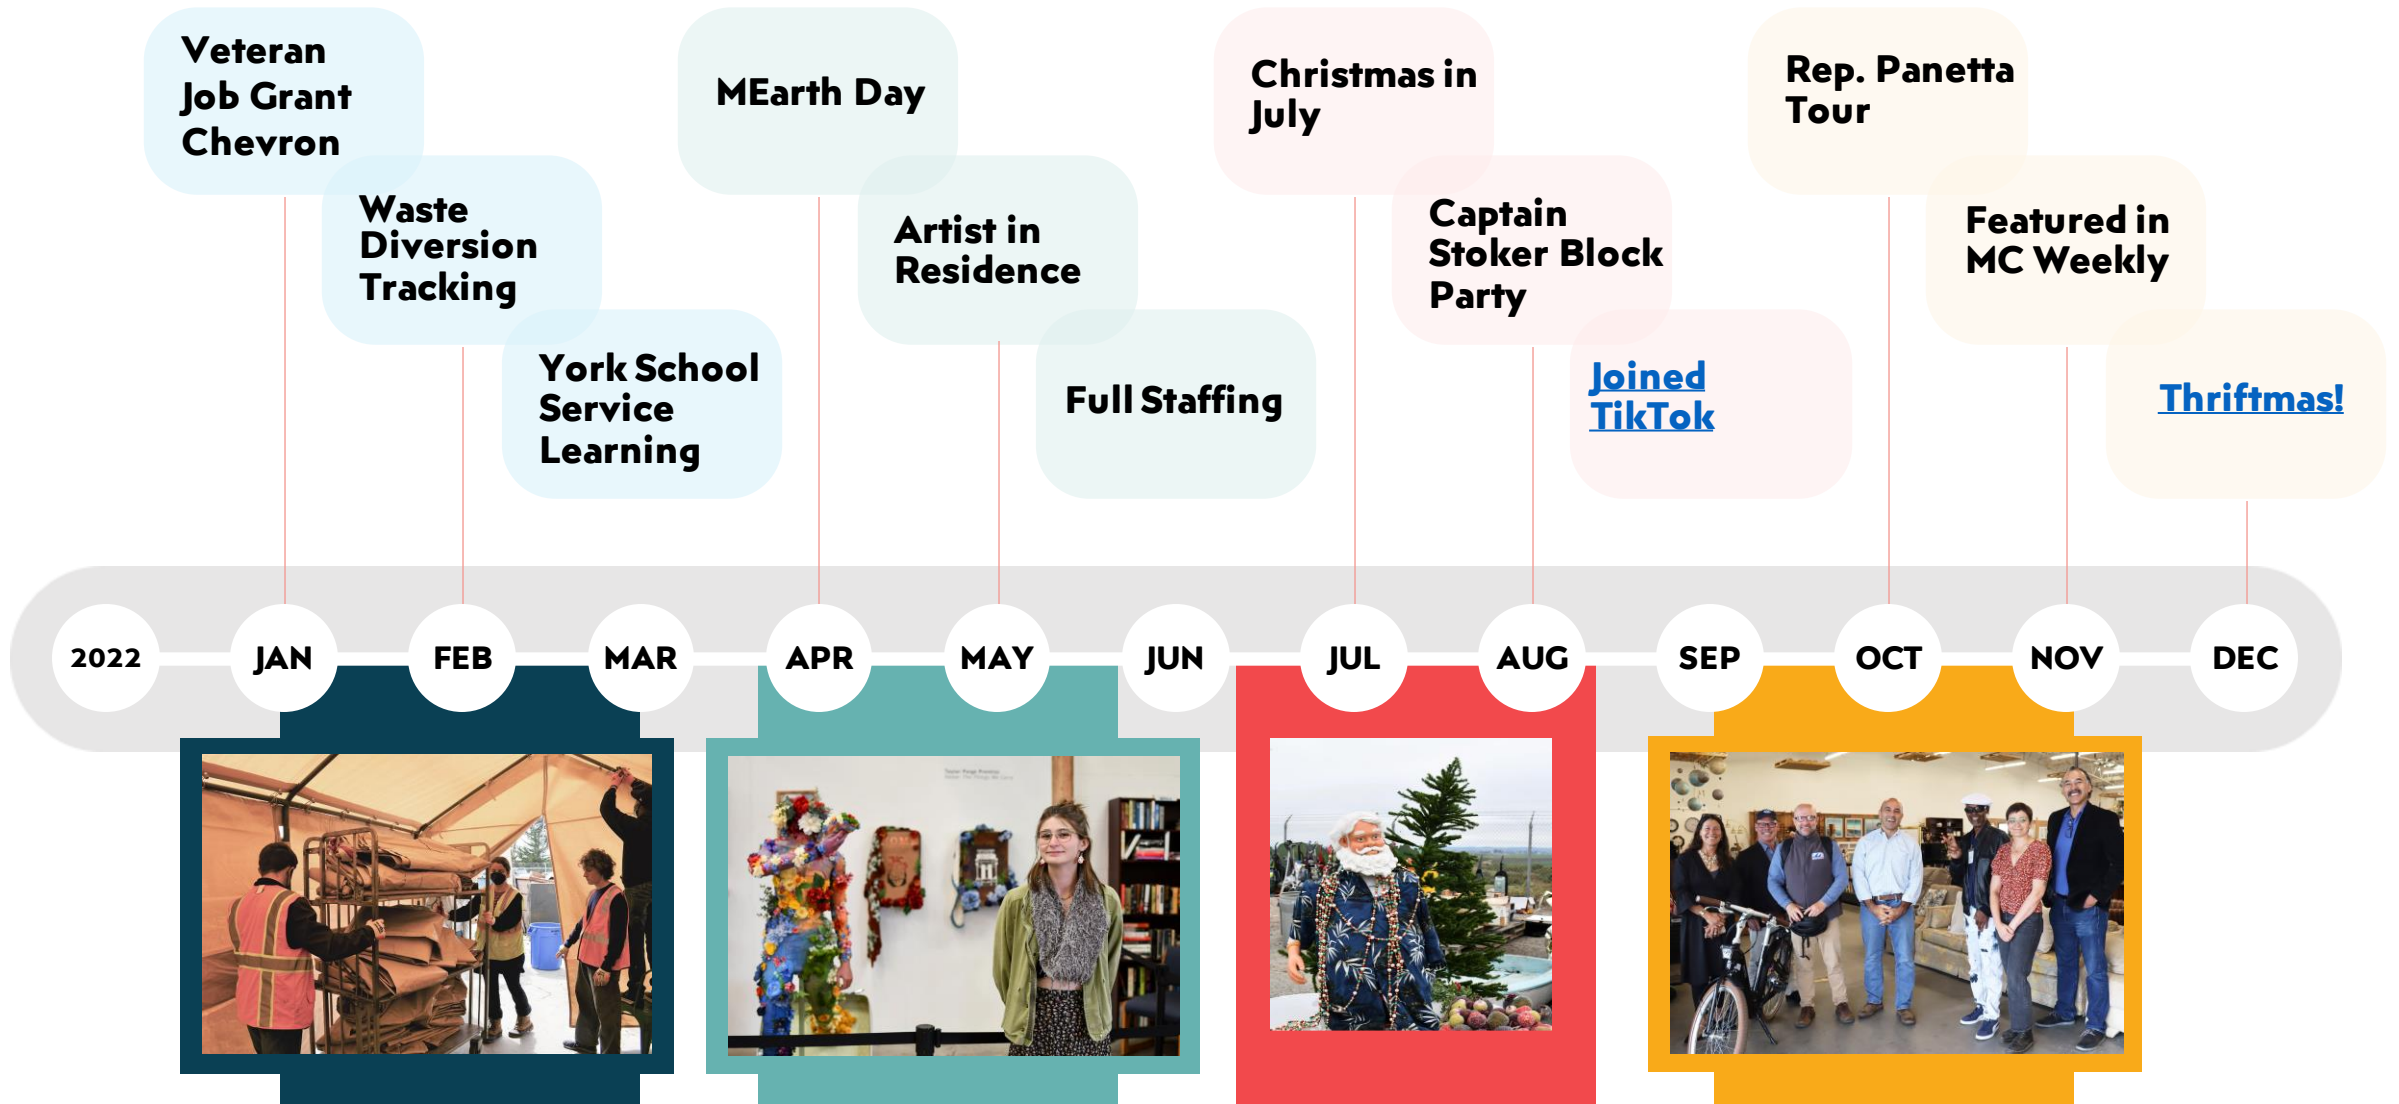 Veteran
Job Grant
Chevron
Waste
Diversion
Tracking
York School
Service
Learning
MEarth Day
Artist in
Residence
Full Staffing
Christmas in
July
Captain
Stoker Block
Party
Joined
TikTok
Rep. Panetta
Tour
Featured in
MC Weekly
Thriftmas!
2022
JAN
FEB
MAR
APR
MAY
JUN
JUL
AUG
SEP
OCT
NOV
DEC